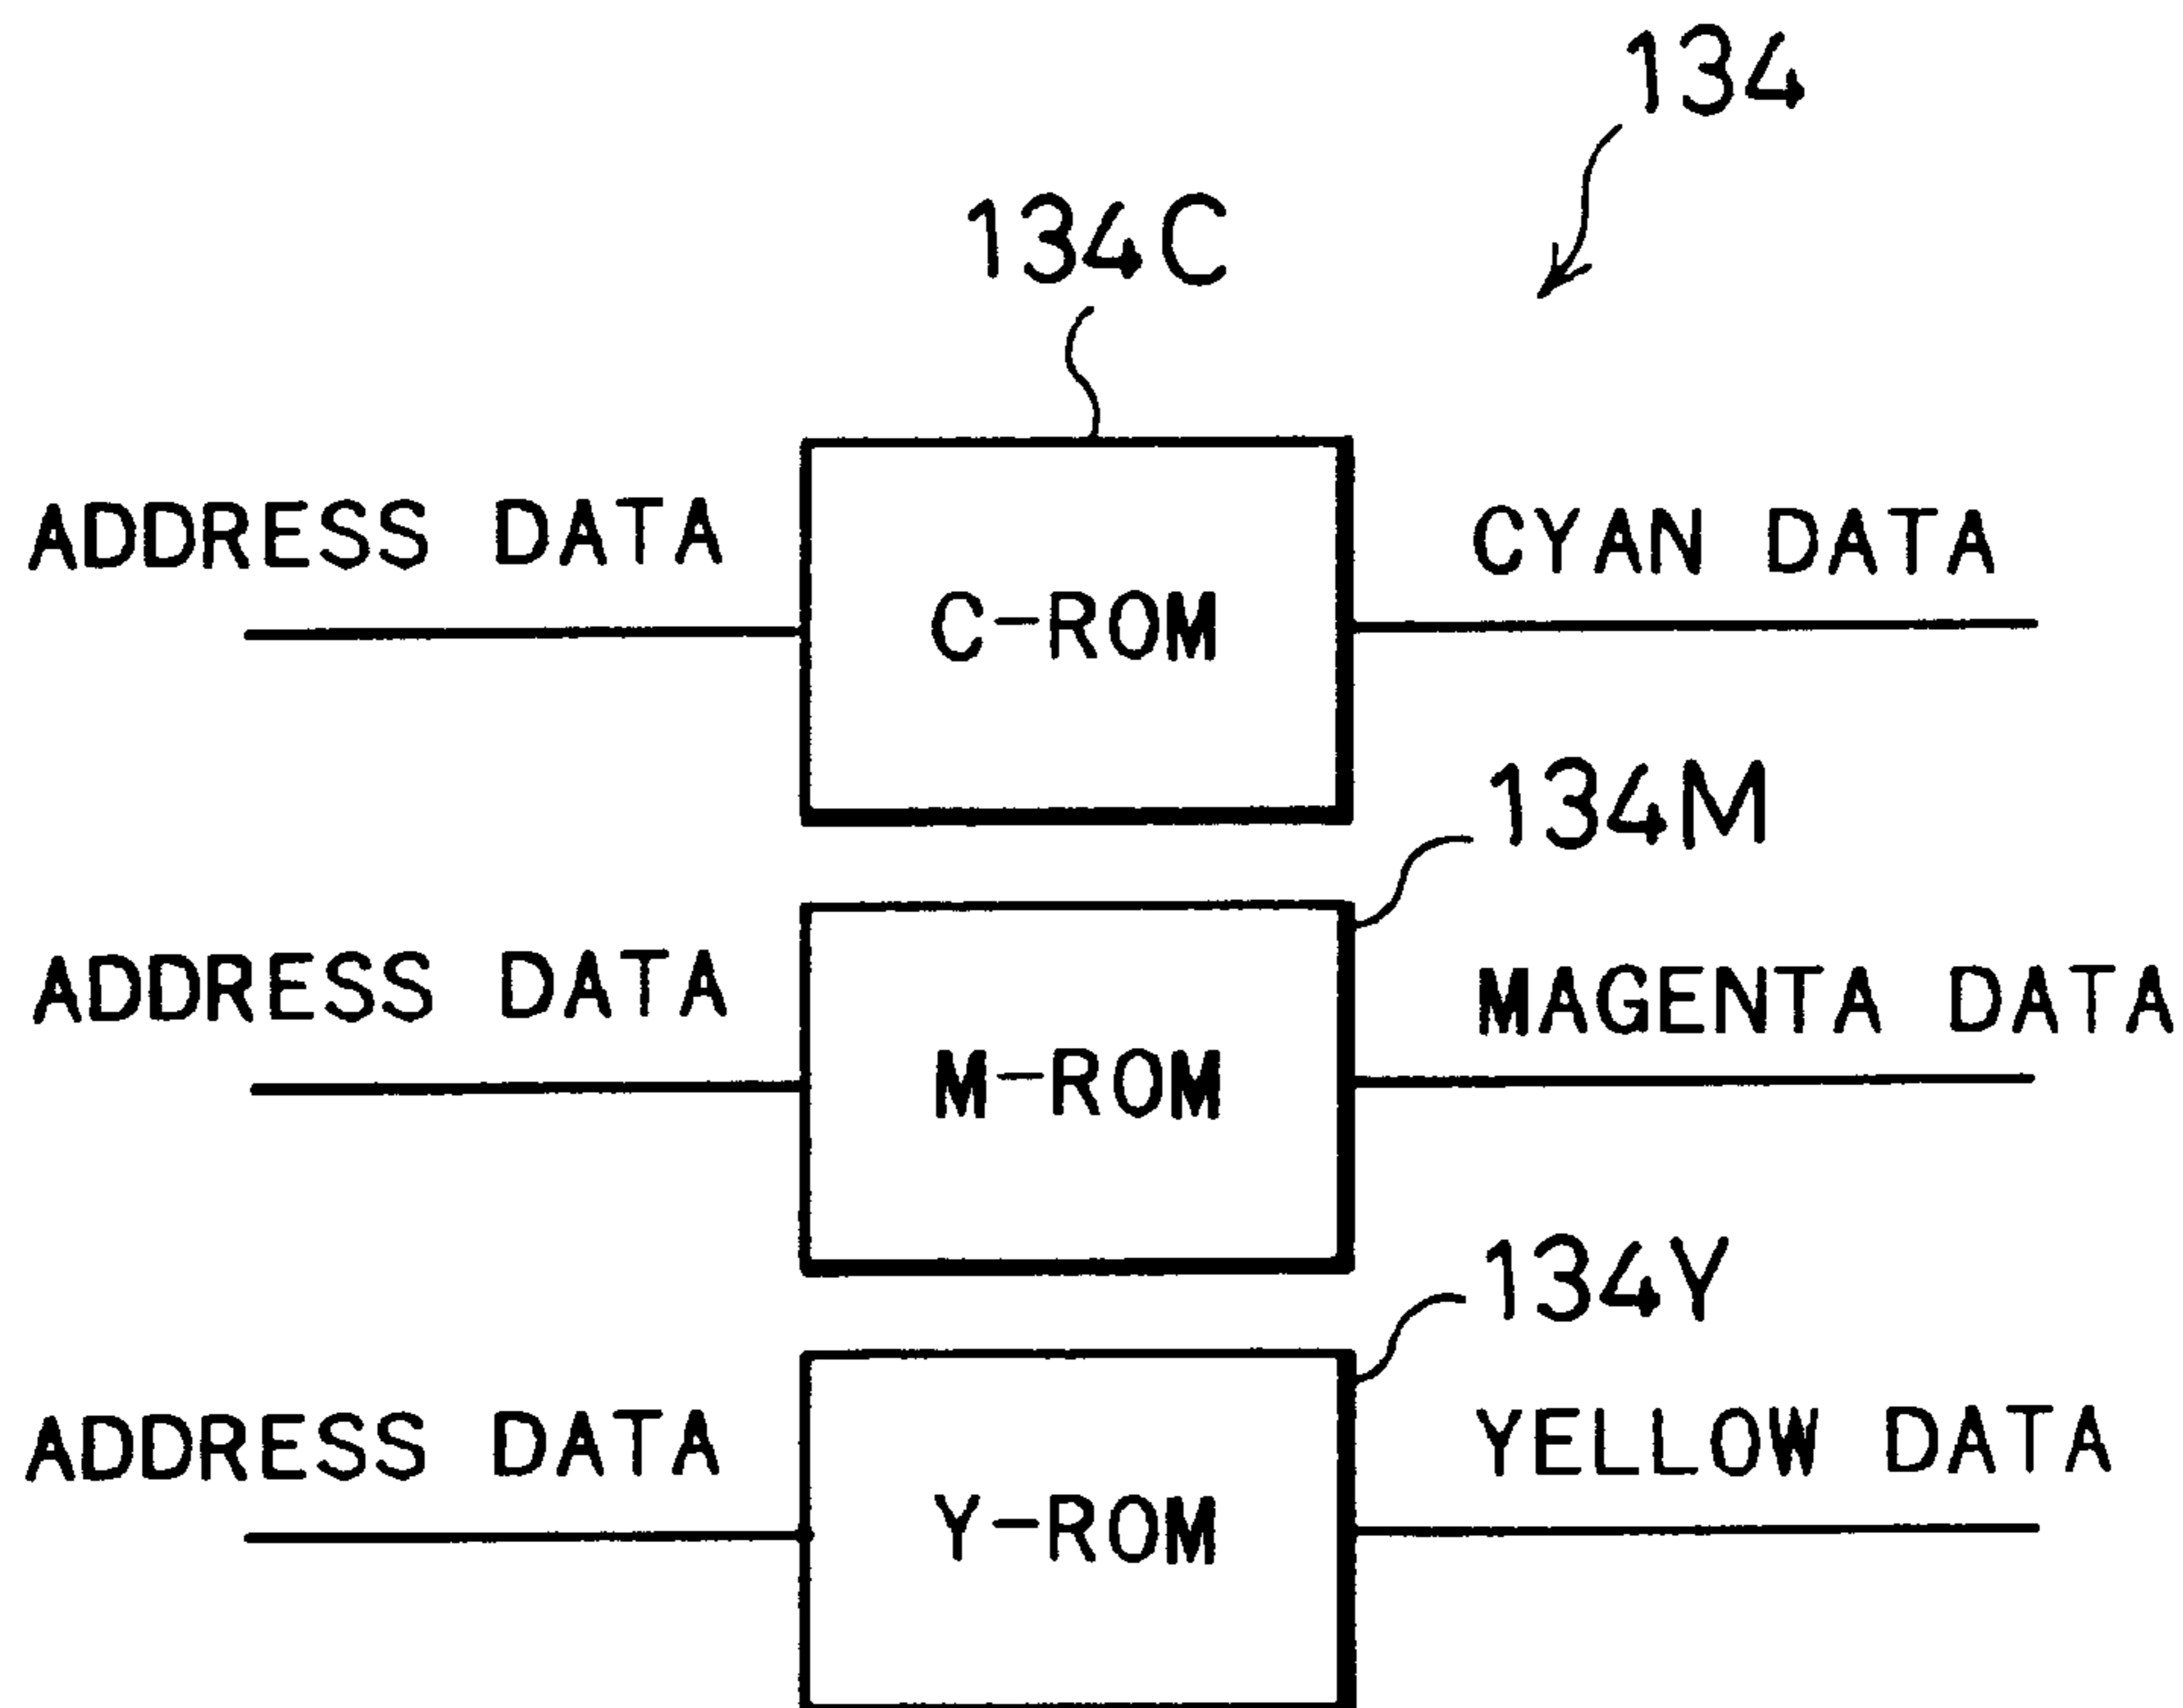 134
134C
ADDRESS DATA
C-ROM
CYAN DATA
134M
ADDRESS DATA
M-ROM
MAGENTA DATA
134Y
ADDRESS DATA
Y-ROM
YELLOW DATA